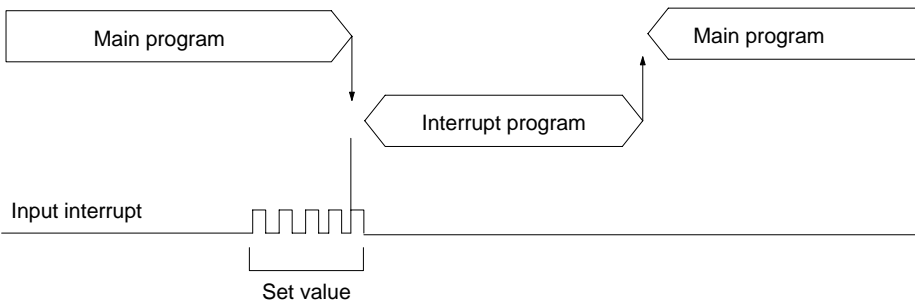 Main program
Main program
Interrupt program
Input interrupt
Set value